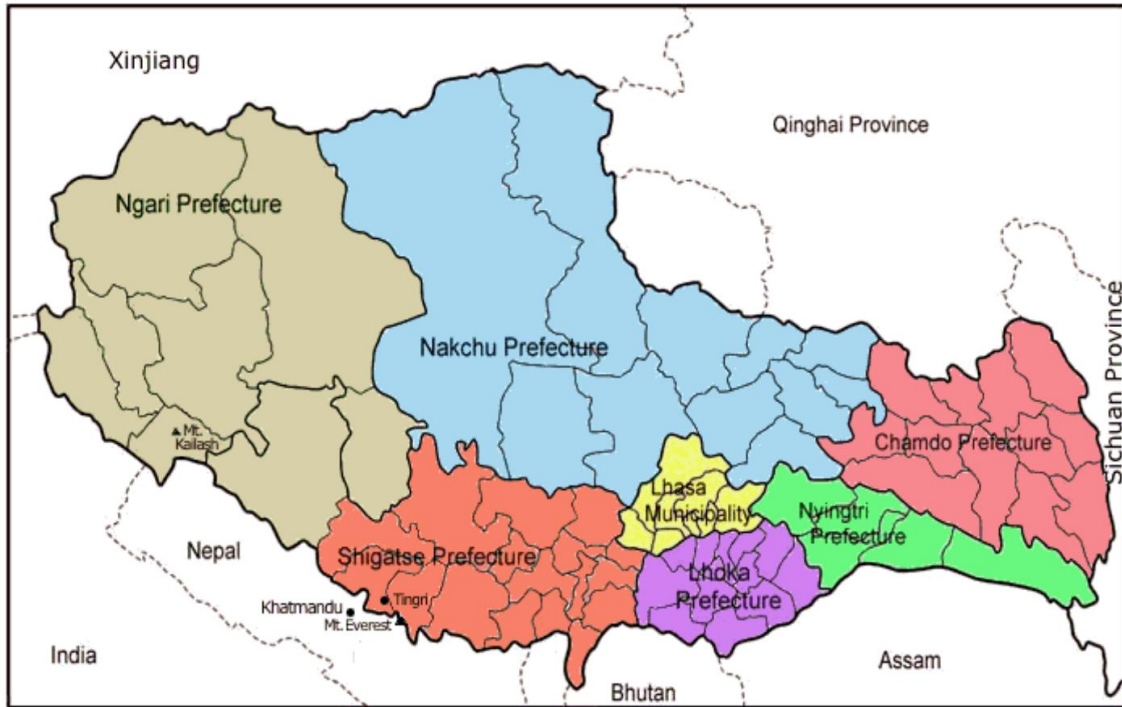 Xinjiang
Qinghai Province
Ngari Prefecture
Sichuan Province
Nakchu Prefecture
Mt.
Kailash
Chamdo Prefecture
Lhasa
Municipality
Nyingtri
Prefecture
Nepal
Shigatse Prefecture
Lhoka
Prefecture
Tingri
Khatmandu
Mt. Everest
India
Assam
Bhutan